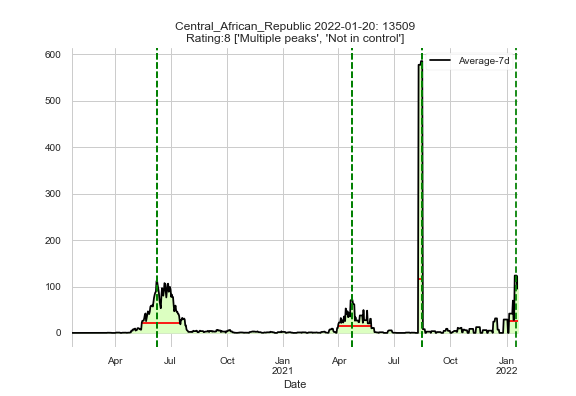 Central_African_Republic 2022-01-20: 13509
Rating:8 ['Multiple peaks', 'Not in control']
Average-7d
600
500
400
300
200
100
0
Apr Jul Oct Jan Apr Jul Oct Jan
2021 2022
Date